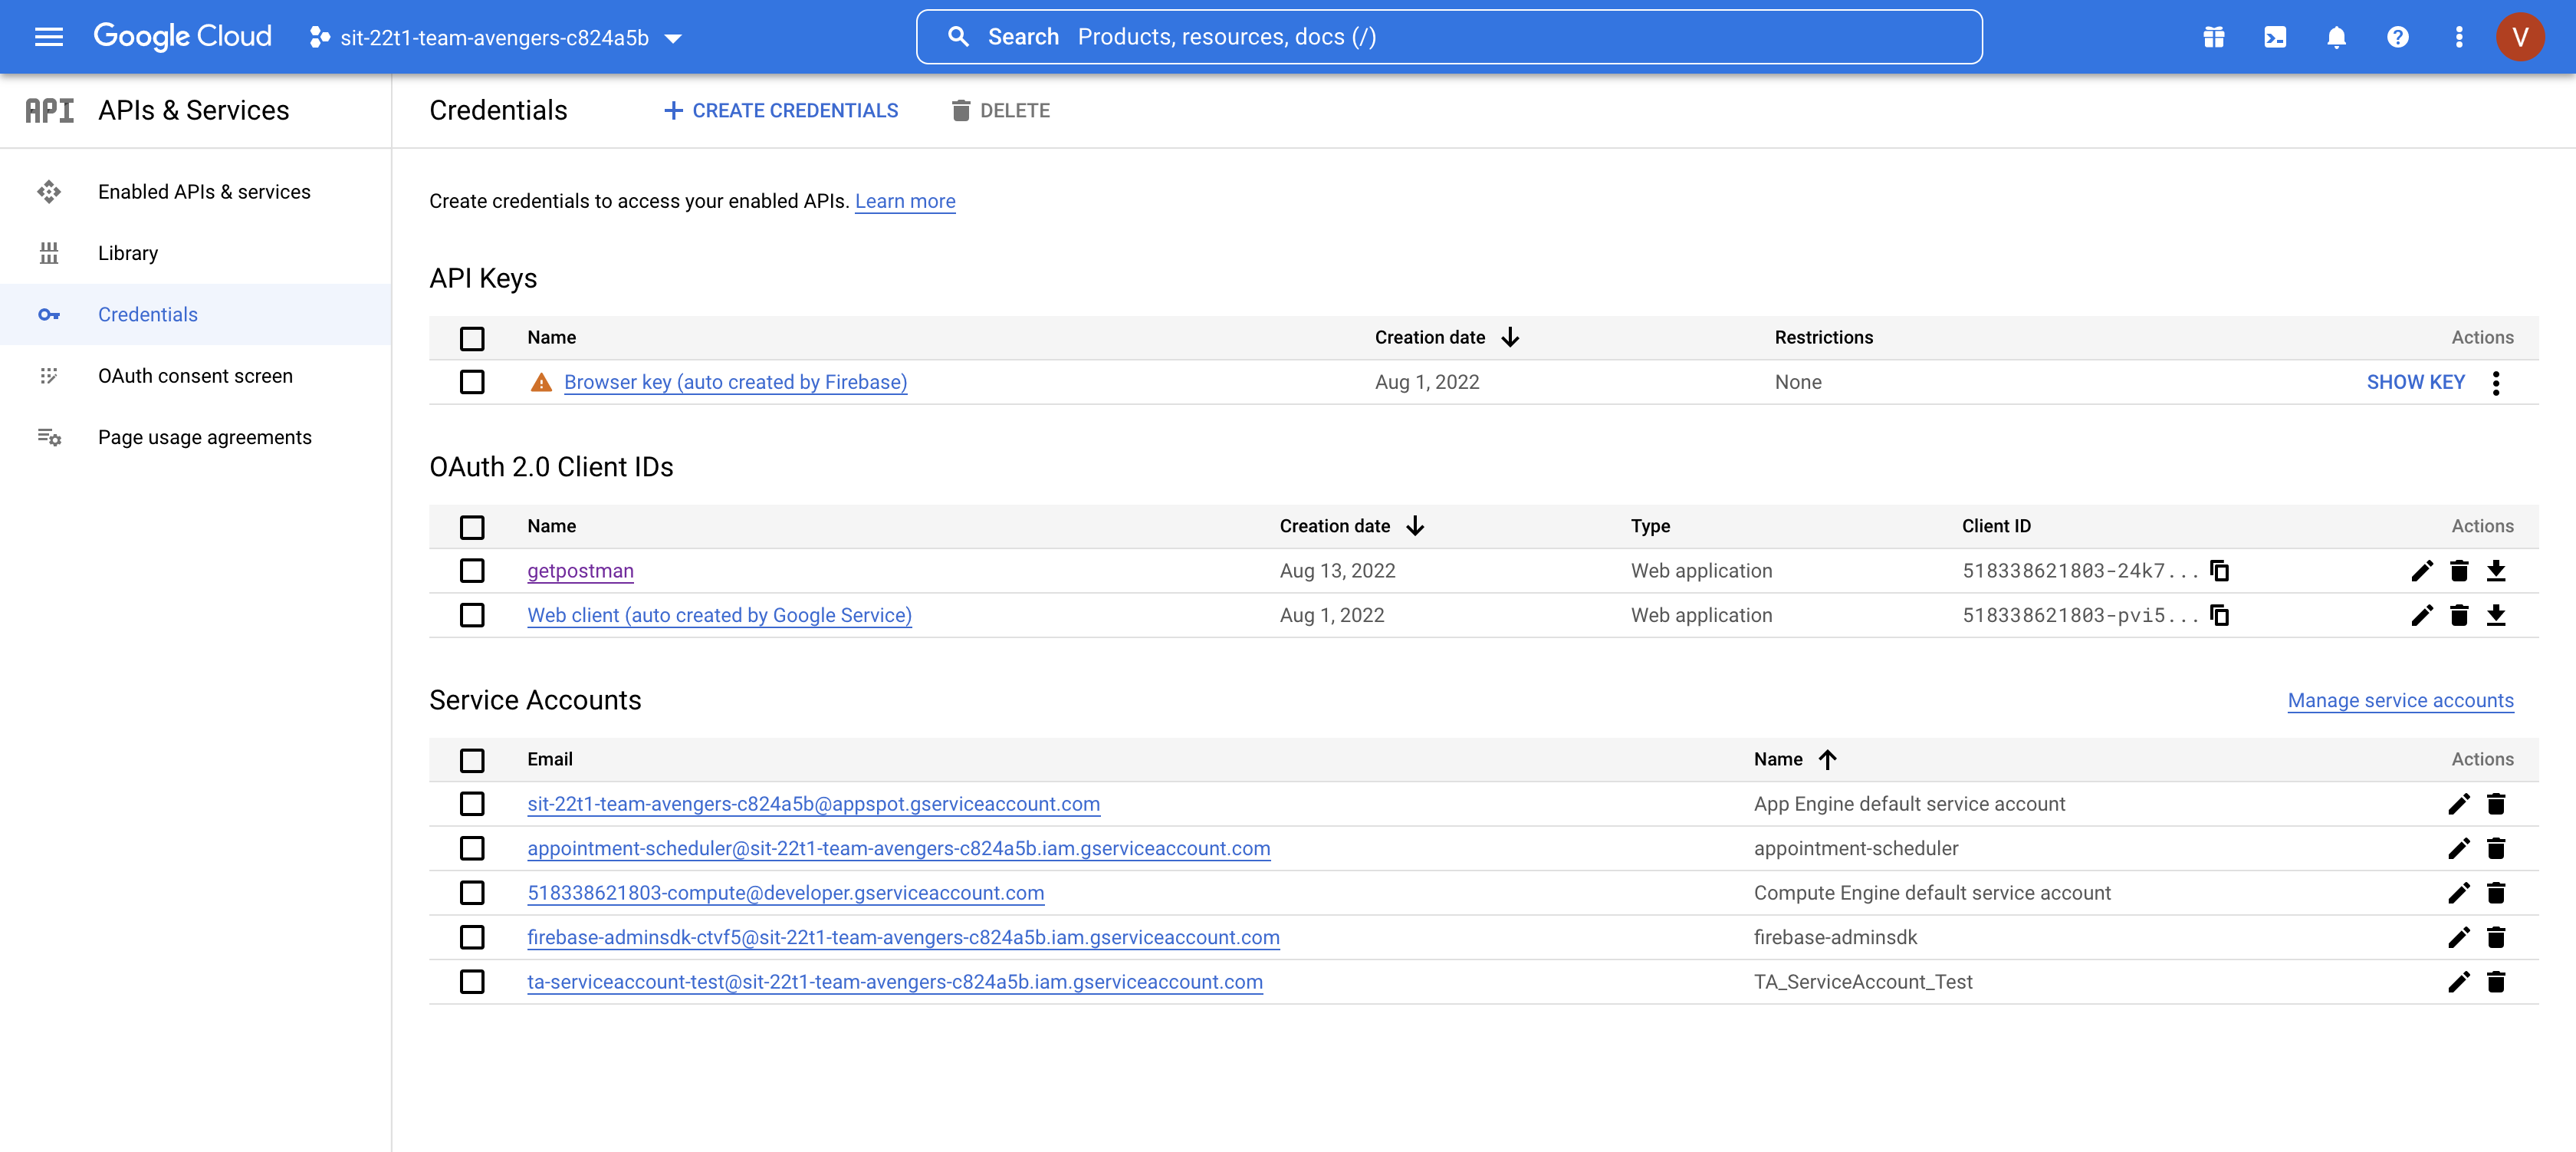 Google Cloud sit-22t1-team-avengers-c824a5b Search Products, resources, docs (/) V
API APIs & Services
Credentials + CREATE CREDENTIALS DELETE
Enabled APIs & services
Library
Credentials
OAuth consent screen
Page usage agreements
Create credentials to access your enabled APIs. Learn more
API Keys
Name Creation date Restrictions Actions
Browser key (auto created by Firebase) Aug 1, 2022 None SHOW KEY
OAuth 2.0 Client IDs
Name Creation date Type Client ID Actions
getpostman Aug 13, 2022 Web application 518338621803-24k7...
Web client (auto created by Google Service) Aug 1, 2022 Web application 518338621803-pvi5...
Service Accounts Manage service accounts
Email Name Actions
sit-22t1-team-avengers-c824a5b@appspot.gserviceaccount.com App Engine default service account
appointment-scheduler@sit-22t1-team-avengers-c824a5b.iam.gserviceaccount.com appointment-scheduler
518338621803-compute@developer.gserviceaccount.com Compute Engine default service account
firebase-adminsdk-ctvf5@sit-22t1-team-avengers-c824a5b.iam.gserviceaccount.com firebase-adminsdk
ta-serviceaccount-test@sit-22t1-team-avengers-c824a5b.iam.gserviceaccount.com TA_ServiceAccount_Test